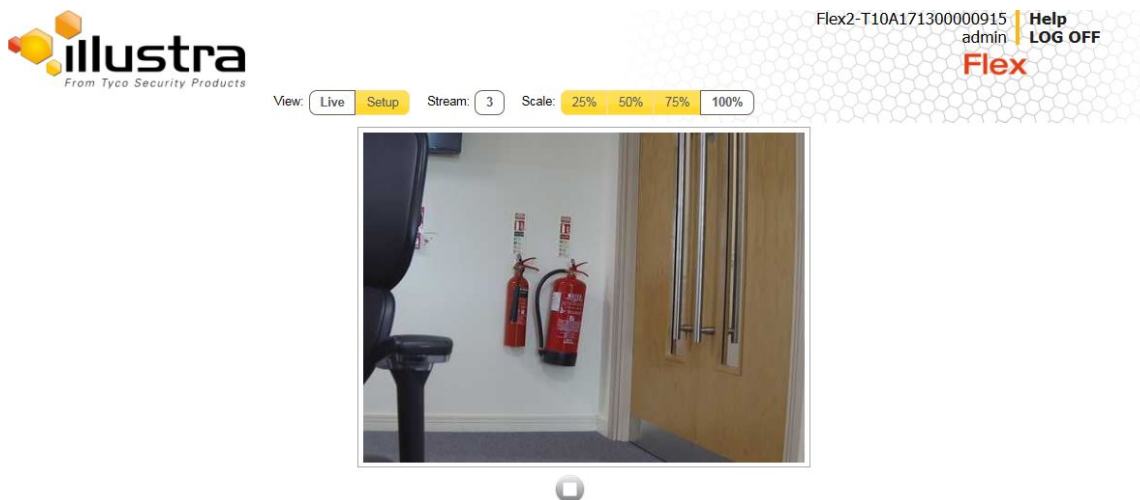 illustra
From Tyco Security Products
Flex2-T10A171300000915 Help
admin LOG OFF
Flex
View: Live Setup Stream: 3 Scale: 25% 50% 75% 100%